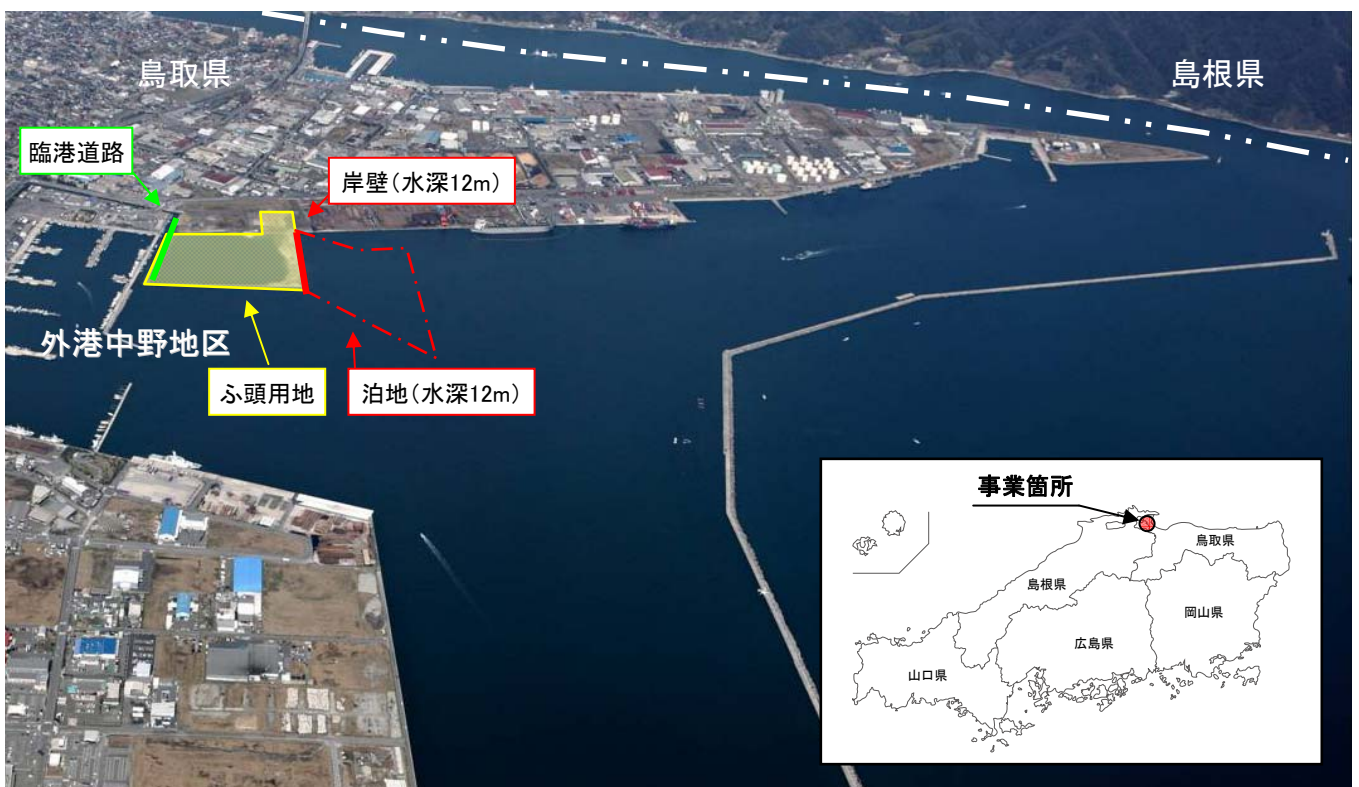 鳥取県
島根県
臨港道路
岸壁(水深12m)
外港中野地区
ふ頭用地
泊地(水深12m)
事業箇所
鳥取県
島根県
岡山県
広島県
山口県